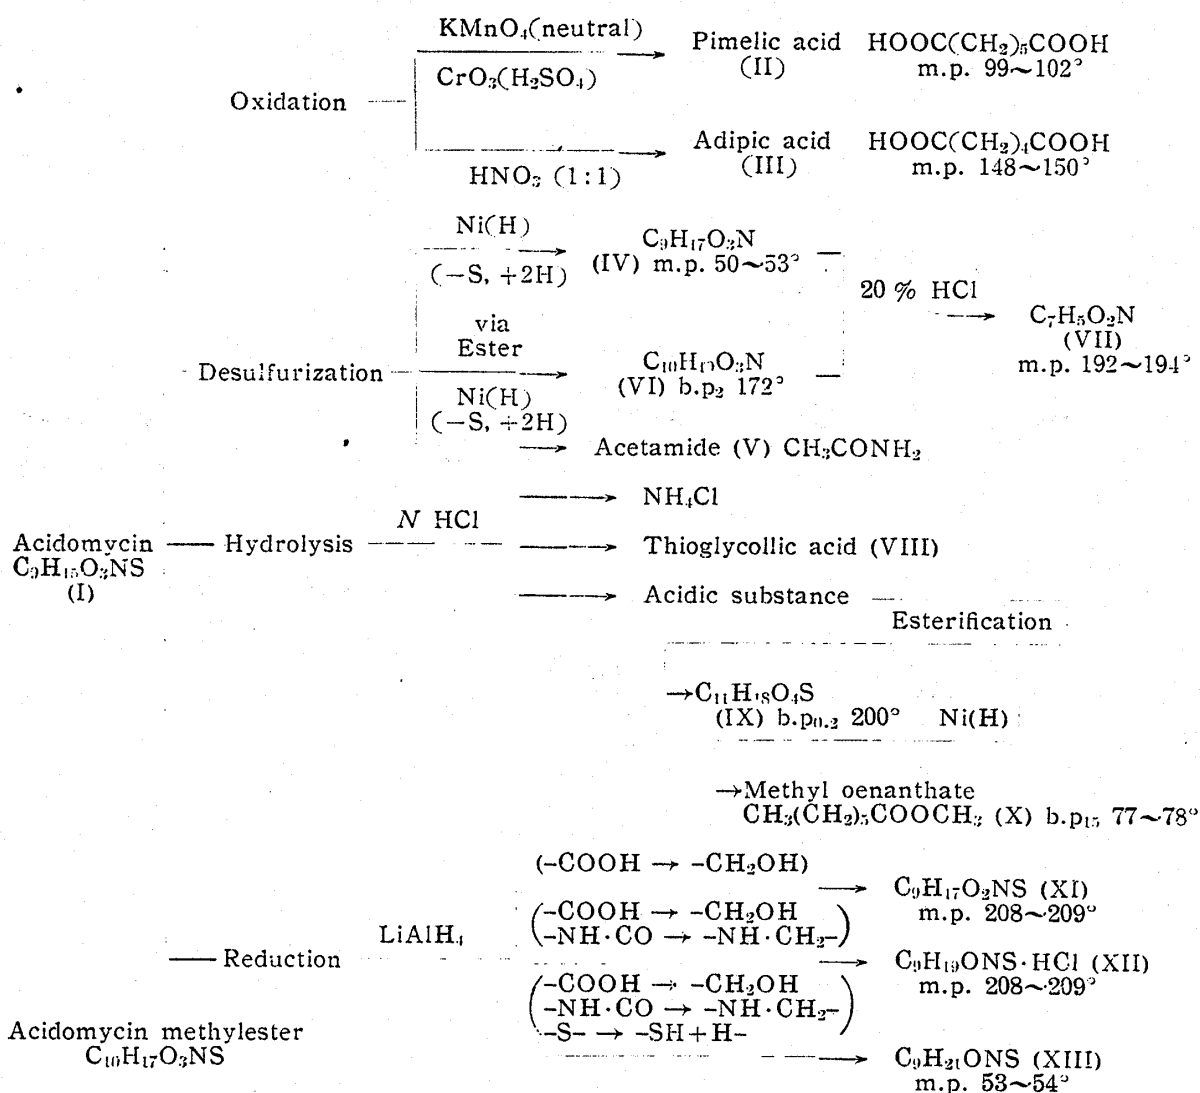 KMnO₄(neutral)
Pimelic acid HOOC(CH₂)₅COOH
(II) m.p. 99~102°
CrO₃(H₂SO₄)
Oxidation
Adipic acid HOOC(CH₂)₄COOH
(III) m.p. 148~150°
HNO₃ (1:1)
Ni(H)
C₉H₁₇O₃N
(IV) m.p. 50~53°
(−S, +2H)
20 % HCl
→ C₇H₅O₂N
(VII)
m.p. 192~194°
via
Ester
Desulfurization
C₁₀H₁₉O₃N
(VI) b.p₂ 172°
Ni(H)
(−S, +2H)
→ Acetamide (V) CH₃CONH₂
→ NH₄Cl
N HCl
Acidomycin — Hydrolysis → Thioglycollic acid (VIII)
C₉H₁₅O₃NS
(I)
→ Acidic substance
Esterification
→C₁₁H₁₈O₄S
(IX) b.p₀.₂ 200° Ni(H)
→Methyl oenanthate
CH₃(CH₂)₅COOCH₃ (X) b.p₁₅ 77~78°
(-COOH → -CH₂OH)
→ C₉H₁₇O₂NS (XI)
m.p. 208~209°
(-COOH → -CH₂OH
-NH·CO → -NH·CH₂-)
LiAlH₄
— Reduction → C₉H₁₉ONS·HCl (XII)
m.p. 208~209°
(-COOH → -CH₂OH
-NH·CO → -NH·CH₂-
-S- → -SH+H-)
Acidomycin methylester
C₁₀H₁₇O₃NS
→ C₉H₂₁ONS (XIII)
m.p. 53~54°